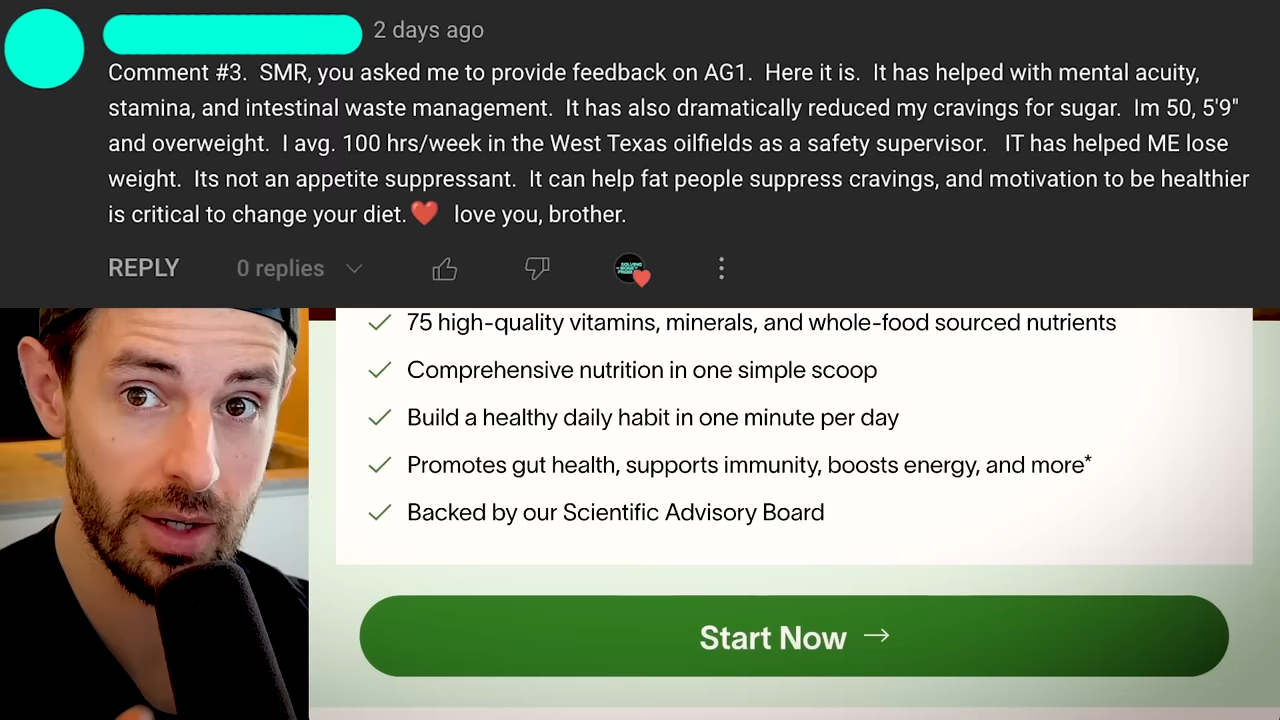 2 days ago
Comment #3.  SMR, you asked me to provide feedback on AG1.  Here it is.  It has helped with mental acuity,
stamina, and intestinal waste management.  It has also dramatically reduced my cravings for sugar.  Im 50, 5'9"
and overweight.  I avg. 100 hrs/week in the West Texas oilfields as a safety supervisor.   IT has helped ME lose
weight.  Its not an appetite suppressant.  It can help fat people suppress cravings, and motivation to be healthier
is critical to change your diet.❤️  love you, brother.
REPLY 0 replies
✓ 75 high-quality vitamins, minerals, and whole-food sourced nutrients
✓ Comprehensive nutrition in one simple scoop
✓ Build a healthy daily habit in one minute per day
✓ Promotes gut health, supports immunity, boosts energy, and more*
✓ Backed by our Scientific Advisory Board
Start Now →